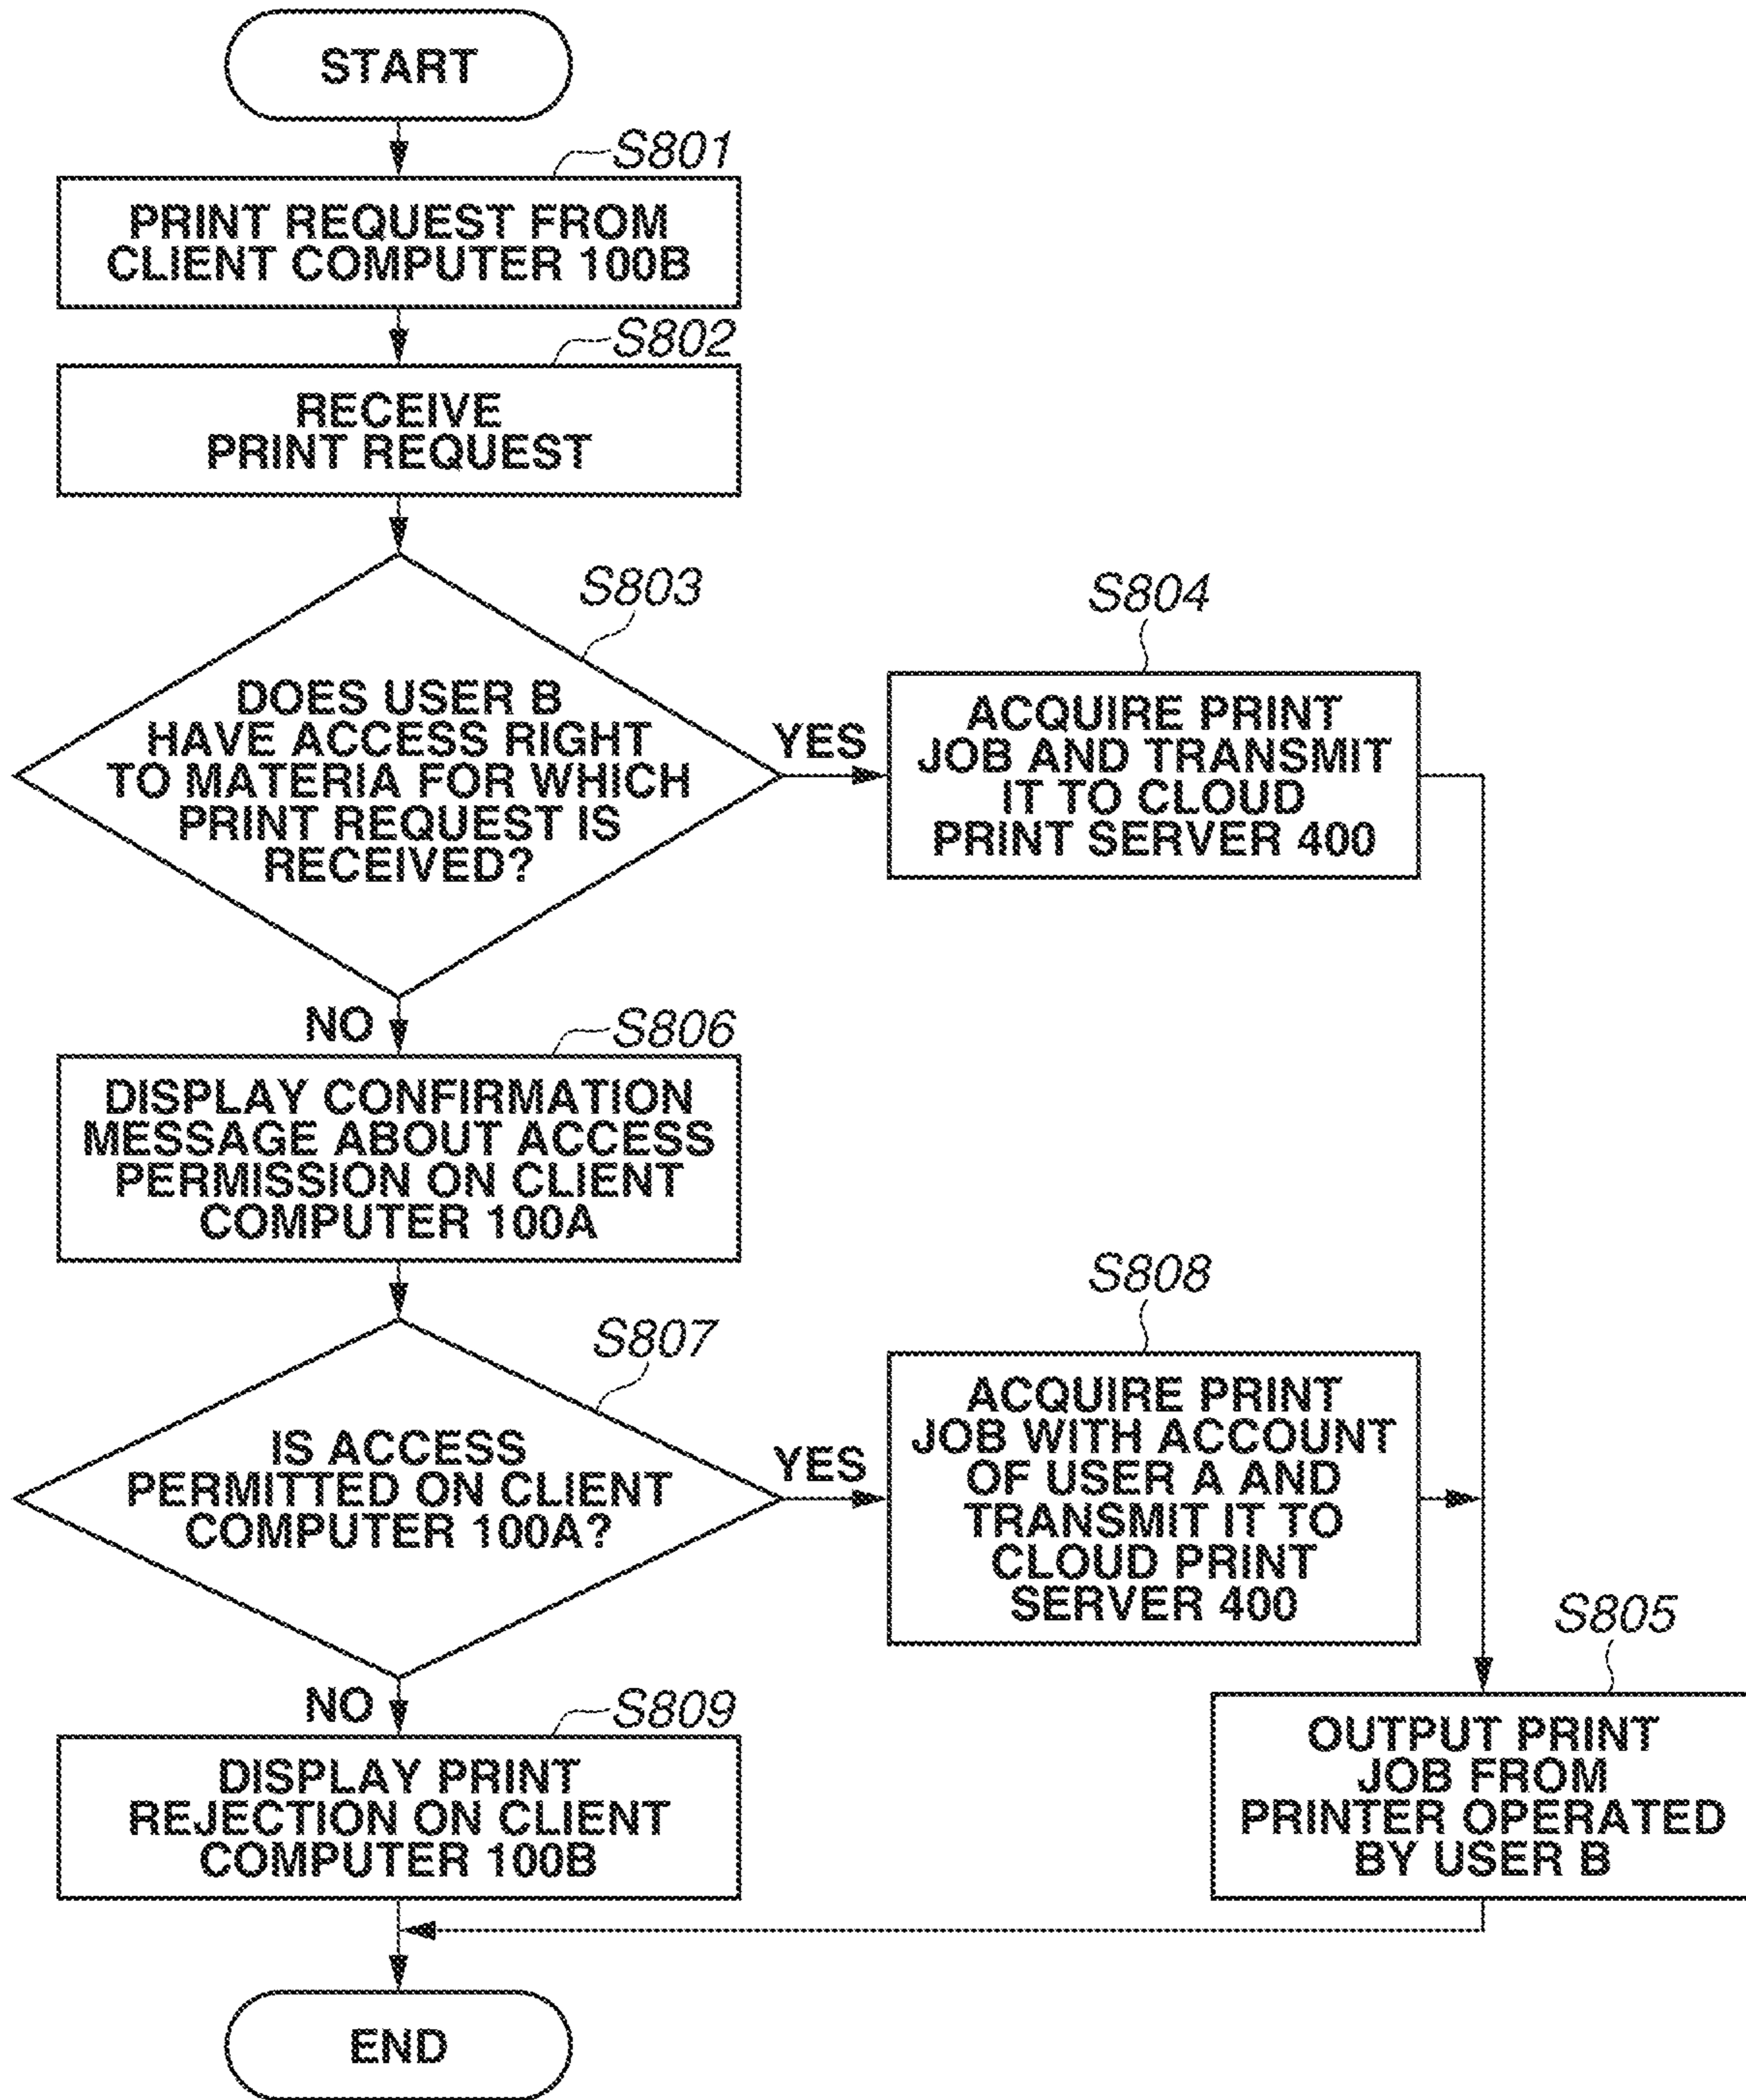 START
S801
PRINT REQUEST FROM
CLIENT COMPUTER 100B
S802
RECEIVE
PRINT REQUEST
S803
DOES USER B
HAVE ACCESS RIGHT
TO MATERIA FOR WHICH
PRINT REQUEST IS
RECEIVED?
YES
S804
ACQUIRE PRINT
JOB AND TRANSMIT
IT TO CLOUD
PRINT SERVER 400
NO
S806
DISPLAY CONFIRMATION
MESSAGE ABOUT ACCESS
PERMISSION ON CLIENT
COMPUTER 100A
S807
IS ACCESS
PERMITTED ON CLIENT
COMPUTER 100A?
YES
S808
ACQUIRE PRINT
JOB WITH ACCOUNT
OF USER A AND
TRANSMIT IT TO
CLOUD PRINT
SERVER 400
S805
OUTPUT PRINT
JOB FROM
PRINTER OPERATED
BY USER B
NO
S809
DISPLAY PRINT
REJECTION ON CLIENT
COMPUTER 100B
END